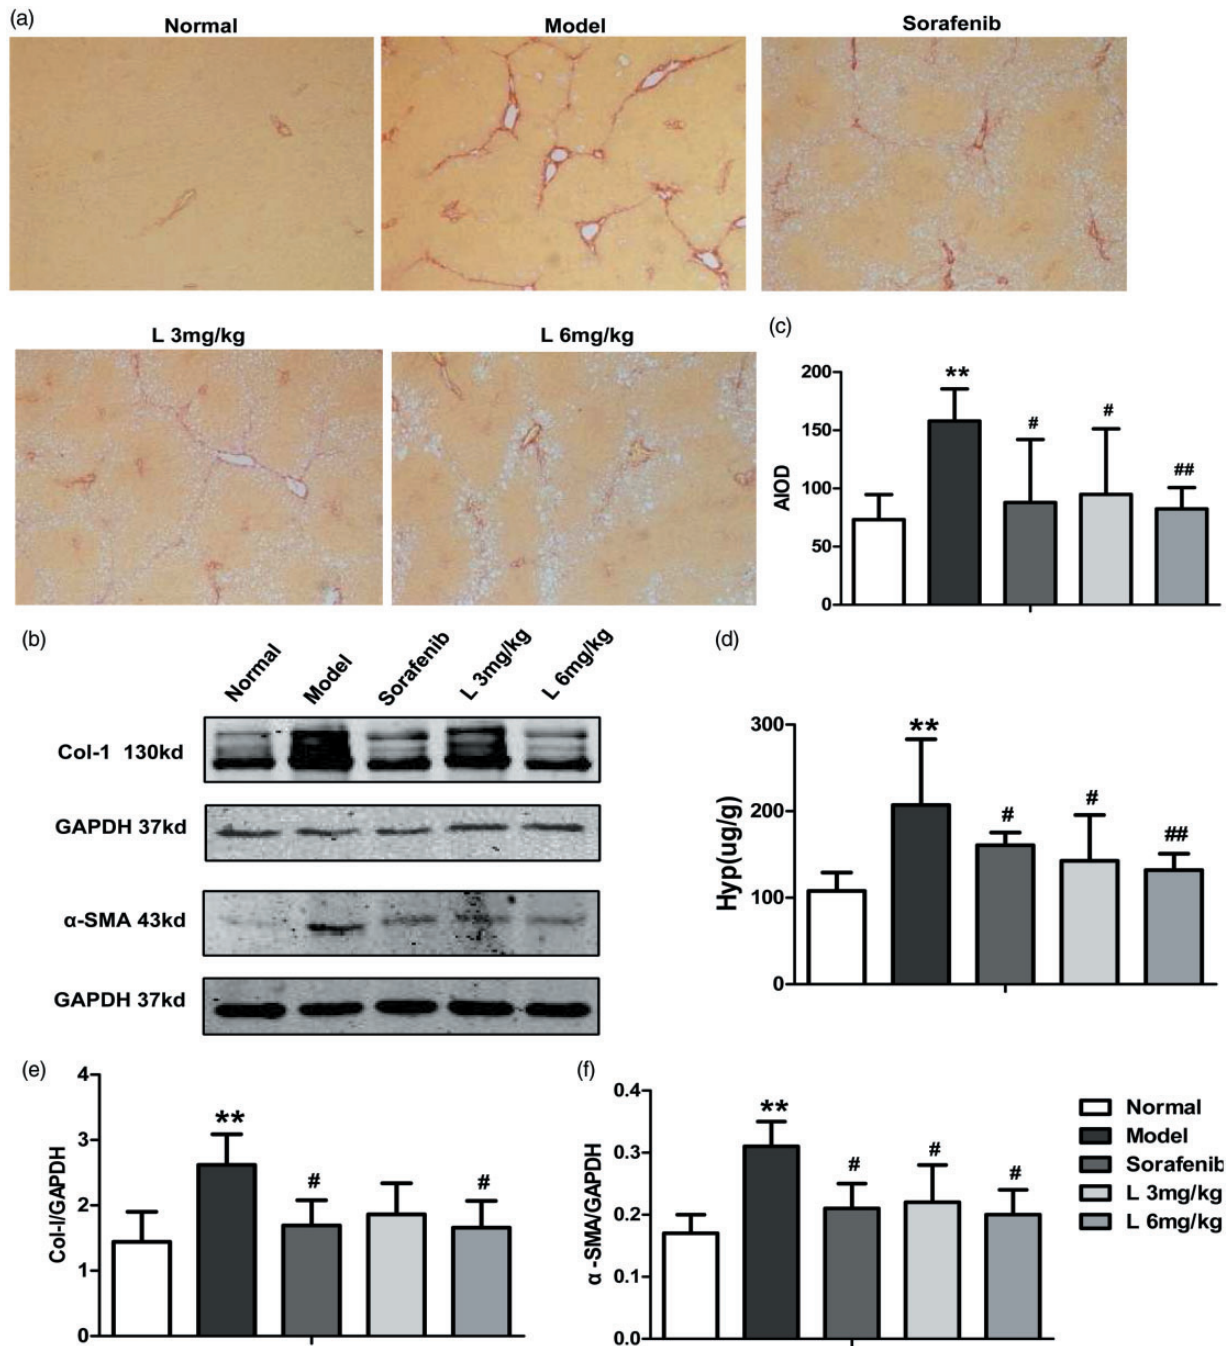 (a)
Normal
Model
Sorafenib
L 3mg/kg
L 6mg/kg
(c)
200
150
100
50
0
AIOD
**
#
#
##
(b)
Normal
Model
Sorafenib
L 3mg/kg
L 6mg/kg
Col-1 130kd
GAPDH 37kd
α-SMA 43kd
GAPDH 37kd
(d)
300
200
100
0
Hyp(ug/g)
**
#
#
##
(e)
4
3
2
1
0
Col-I/GAPDH
**
#
#
(f)
0.4
0.3
0.2
0.1
0.0
α -SMA/GAPDH
**
#
#
#
Normal
Model
Sorafenib
L 3mg/kg
L 6mg/kg